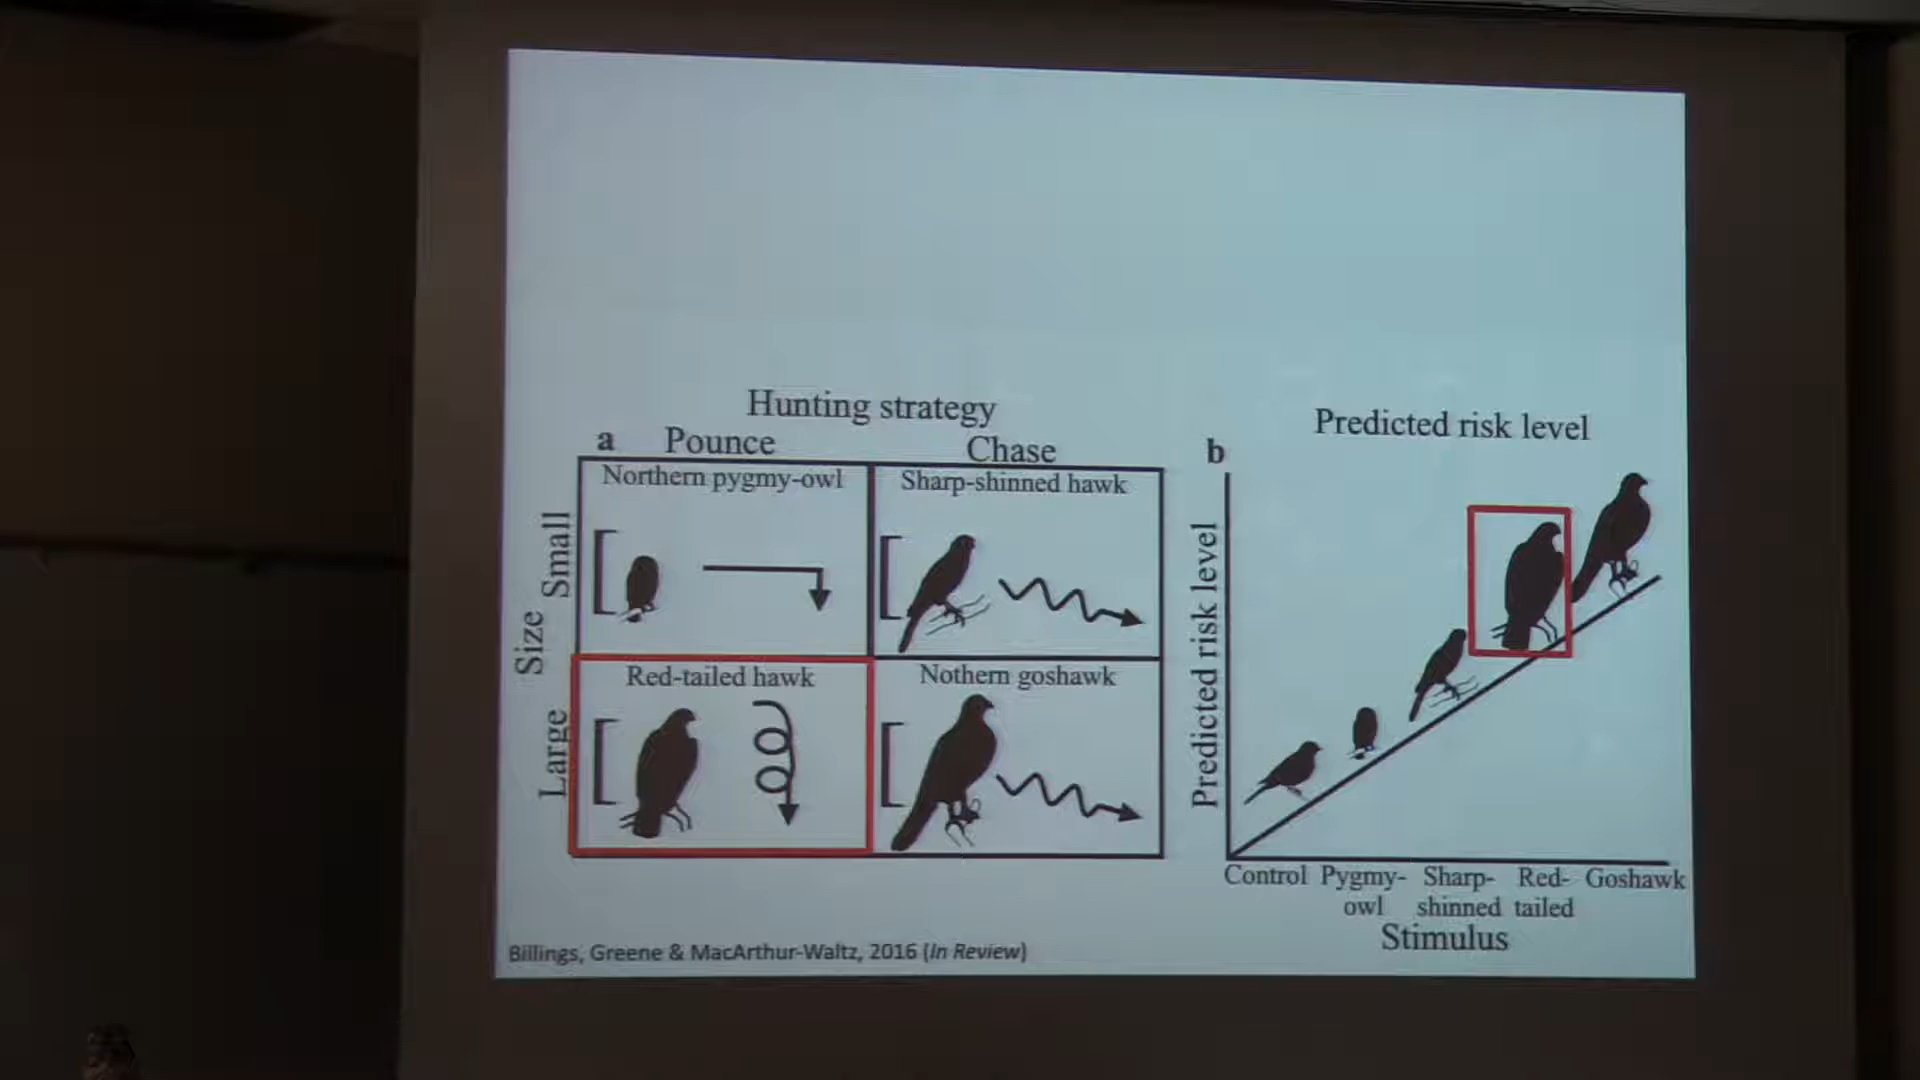 Hunting strategy
a Pounce Chase
Northern pygmy-owl
Sharp-shinned hawk
Size
Small
Large
Red-tailed hawk
Nothern goshawk
b
Predicted risk level
Predicted risk level
Control Pygmy- Sharp- Red- Goshawk
owl shinned tailed
Stimulus
Billings, Greene & MacArthur-Waltz, 2016 (In Review)